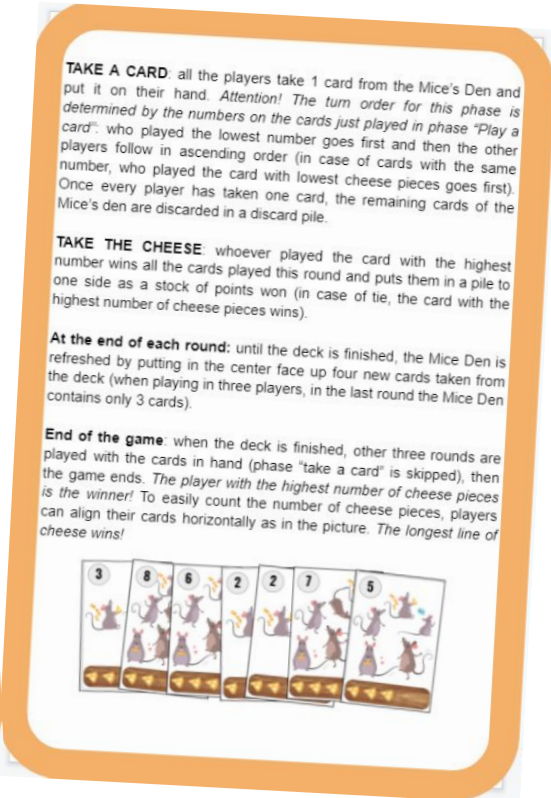 TAKE A CARD: all the players take 1 card from the Mice's Den and
put it on their hand. Attention! The turn order for this phase is
determined by the numbers on the cards just played in phase "Play a
card": who played the lowest number goes first and then the other
players follow in ascending order (in case of cards with the same
number, who played the card with lowest cheese pieces goes first).
Once every player has taken one card, the remaining cards of the
Mice's den are discarded in a discard pile.
TAKE THE CHEESE: whoever played the card with the highest
number wins all the cards played this round and puts them in a pile to
one side as a stock of points won (in case of tie, the card with the
highest number of cheese pieces wins).
At the end of each round: until the deck is finished, the Mice Den is
refreshed by putting in the center face up four new cards taken from
the deck (when playing in three players, in the last round the Mice Den
contains only 3 cards).
End of the game: when the deck is finished, other three rounds are
played with the cards in hand (phase "take a card" is skipped), then
the game ends. The player with the highest number of cheese pieces
is the winner! To easily count the number of cheese pieces, players
can align their cards horizontally as in the picture. The longest line of
cheese wins!
3 8 6 2 2 7 5